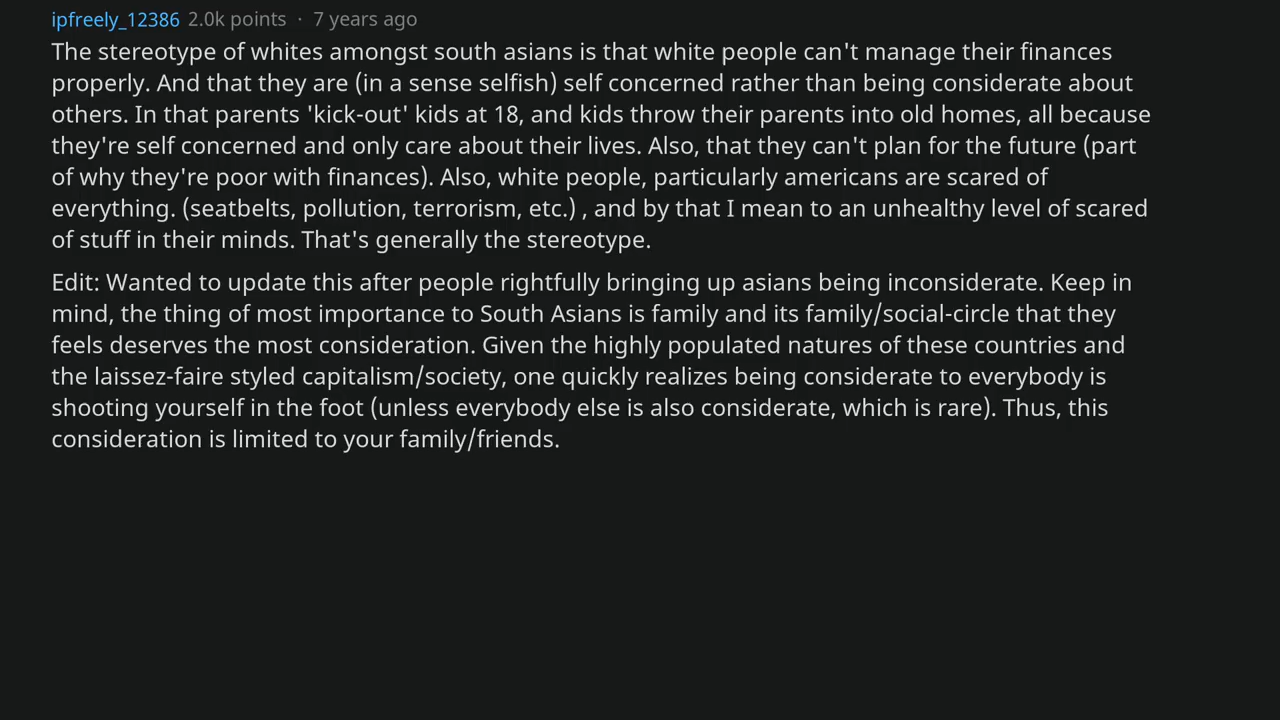 ipfreely_12386 2.0k points · 7 years ago
The stereotype of whites amongst south asians is that white people can't manage their finances
properly. And that they are (in a sense selfish) self concerned rather than being considerate about
others. In that parents 'kick-out' kids at 18, and kids throw their parents into old homes, all because
they're self concerned and only care about their lives. Also, that they can't plan for the future (part
of why they're poor with finances). Also, white people, particularly americans are scared of
everything. (seatbelts, pollution, terrorism, etc.) , and by that I mean to an unhealthy level of scared
of stuff in their minds. That's generally the stereotype.
Edit: Wanted to update this after people rightfully bringing up asians being inconsiderate. Keep in
mind, the thing of most importance to South Asians is family and its family/social-circle that they
feels deserves the most consideration. Given the highly populated natures of these countries and
the laissez-faire styled capitalism/society, one quickly realizes being considerate to everybody is
shooting yourself in the foot (unless everybody else is also considerate, which is rare). Thus, this
consideration is limited to your family/friends.